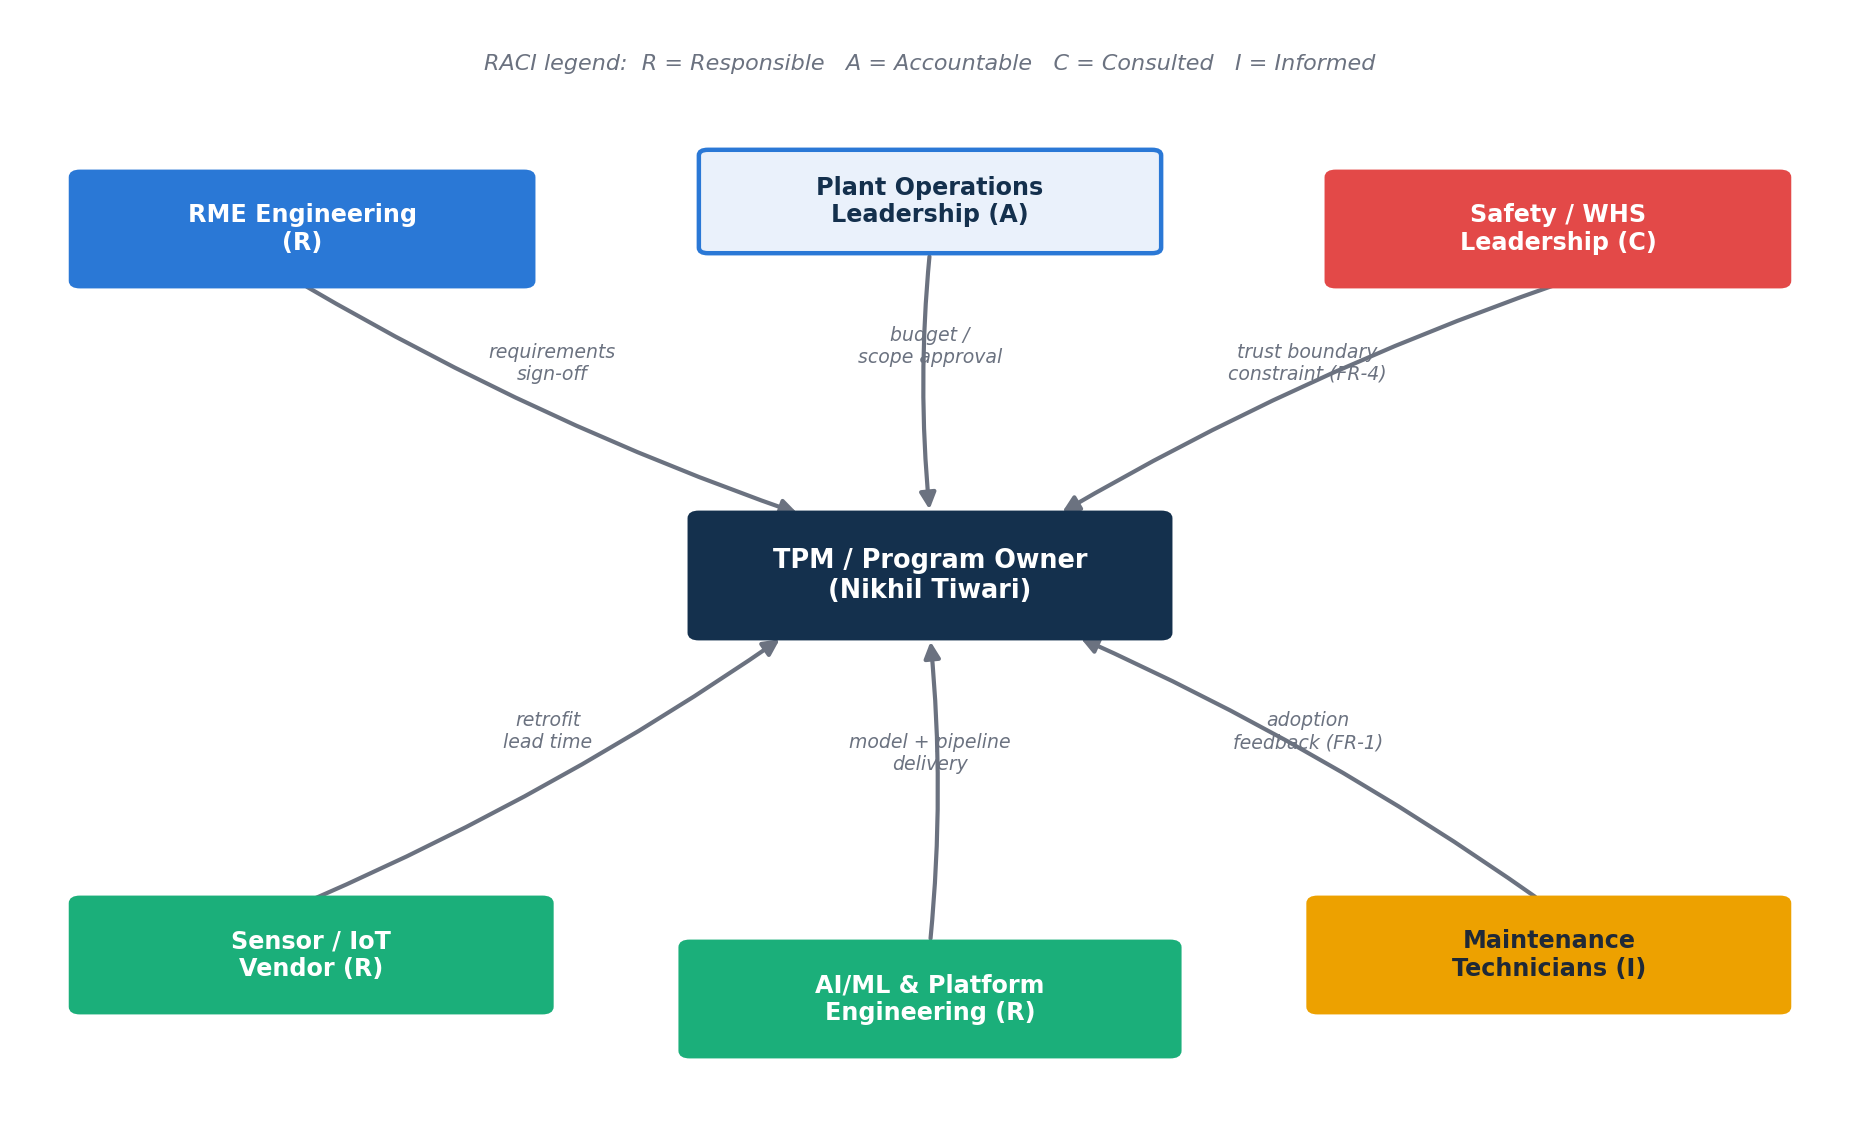 RACI legend:  R = Responsible   A = Accountable   C = Consulted   I = Informed
RME Engineering
(R)
Plant Operations
Leadership (A)
Safety / WHS
Leadership (C)
requirements
sign-off
budget /
scope approval
trust boundary
constraint (FR-4)
TPM / Program Owner
(Nikhil Tiwari)
retrofit
lead time
model + pipeline
delivery
adoption
feedback (FR-1)
Sensor / IoT
Vendor (R)
AI/ML & Platform
Engineering (R)
Maintenance
Technicians (I)